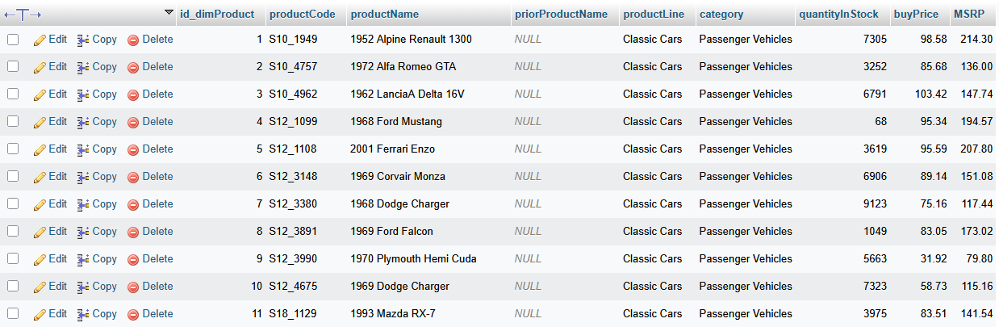 id_dimProduct productCode productName priorProductName productLine category quantityInStock buyPrice MSRP
Edit Copy Delete 1 S10_1949 1952 Alpine Renault 1300 NULL Classic Cars Passenger Vehicles 7305 98.58 214.30
Edit Copy Delete 2 S10_4757 1972 Alfa Romeo GTA NULL Classic Cars Passenger Vehicles 3252 85.68 136.00
Edit Copy Delete 3 S10_4962 1962 LanciaA Delta 16V NULL Classic Cars Passenger Vehicles 6791 103.42 147.74
Edit Copy Delete 4 S12_1099 1968 Ford Mustang NULL Classic Cars Passenger Vehicles 68 95.34 194.57
Edit Copy Delete 5 S12_1108 2001 Ferrari Enzo NULL Classic Cars Passenger Vehicles 3619 95.59 207.80
Edit Copy Delete 6 S12_3148 1969 Corvair Monza NULL Classic Cars Passenger Vehicles 6906 89.14 151.08
Edit Copy Delete 7 S12_3380 1968 Dodge Charger NULL Classic Cars Passenger Vehicles 9123 75.16 117.44
Edit Copy Delete 8 S12_3891 1969 Ford Falcon NULL Classic Cars Passenger Vehicles 1049 83.05 173.02
Edit Copy Delete 9 S12_3990 1970 Plymouth Hemi Cuda NULL Classic Cars Passenger Vehicles 5663 31.92 79.80
Edit Copy Delete 10 S12_4675 1969 Dodge Charger NULL Classic Cars Passenger Vehicles 7323 58.73 115.16
Edit Copy Delete 11 S18_1129 1993 Mazda RX-7 NULL Classic Cars Passenger Vehicles 3975 83.51 141.54